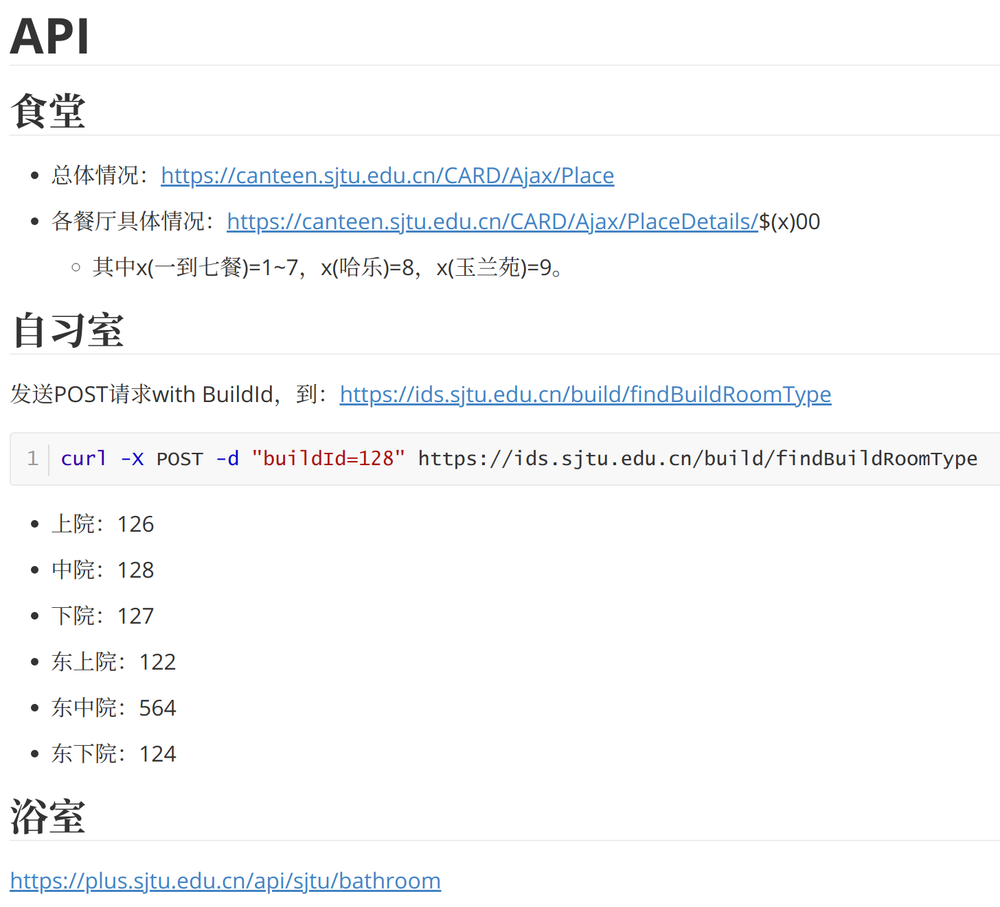 API
食堂
总体情况：https://canteen.sjtu.edu.cn/CARD/Ajax/Place
各餐厅具体情况：https://canteen.sjtu.edu.cn/CARD/Ajax/PlaceDetails/$(x)00
其中x(一到七餐)=1~7，x(哈乐)=8，x(玉兰苑)=9。
自习室
发送POST请求with BuildId，到：https://ids.sjtu.edu.cn/build/findBuildRoomType
1 curl -X POST -d "buildId=128" https://ids.sjtu.edu.cn/build/findBuildRoomType
上院：126
中院：128
下院：127
东上院：122
东中院：564
东下院：124
浴室
https://plus.sjtu.edu.cn/api/sjtu/bathroom